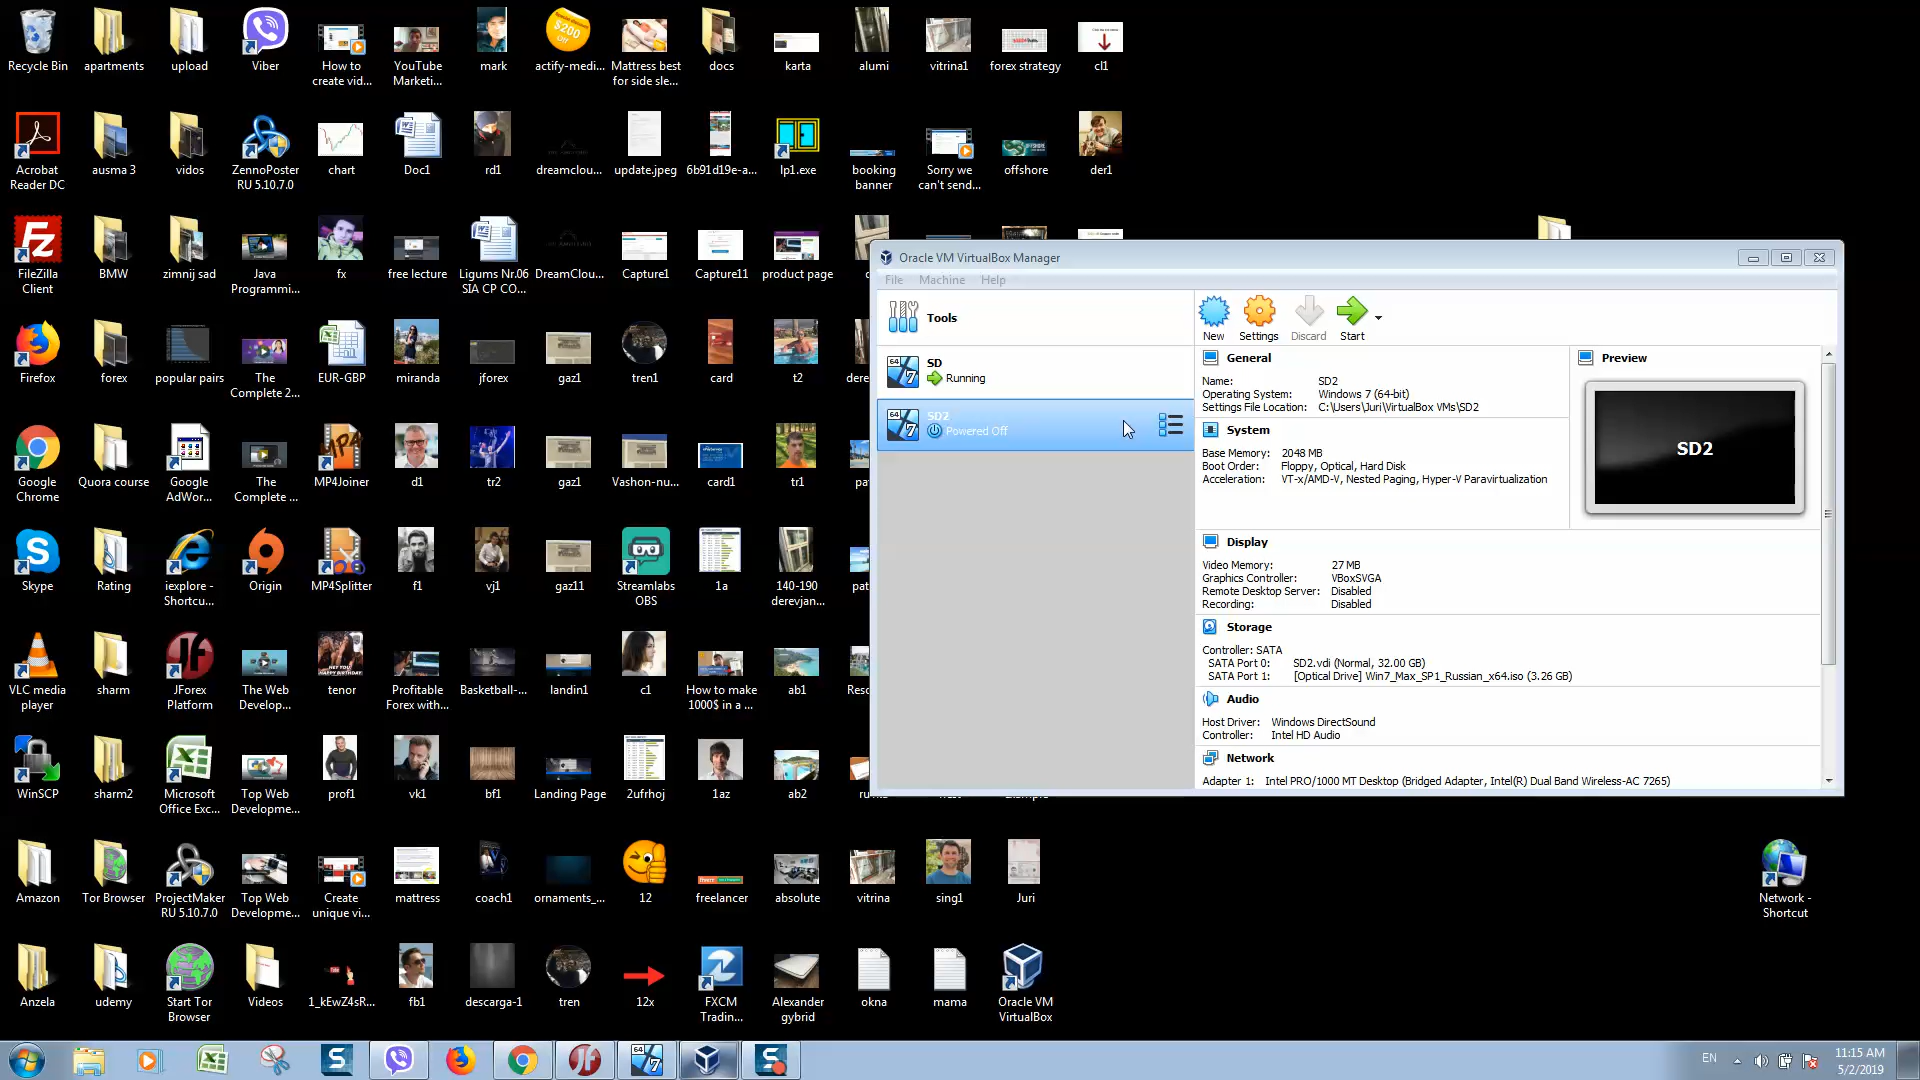 Recycle Bin
apartments
upload
Viber
How to
create vid...
YouTube
Marketi...
mark
actify-medi...
Mattress best
for side sle...
docs
karta
alumi
vitrina1
forex strategy
cl1
$200
Off
Acrobat
Reader DC
ausma 3
vidos
ZennoPoster
RU 5.10.7.0
chart
Doc1
rd1
dreamclou...
update.jpeg
6b91d19e-a...
lp1.exe
booking
banner
Sorry we
can't send...
offshore
der1
FileZilla
Client
BMW
zimnij sad
Java
Programmi...
fx
free lecture
Ligums Nr.06
SIA CP CO...
DreamClou...
Capture1
Capture11
product page
Firefox
forex
popular pairs
The
Complete 2...
EUR-GBP
miranda
jforex
gaz1
tren1
card
t2
dere
Google
Chrome
Quora course
Google
AdWor...
The
Complete ...
MP4Joiner
d1
tr2
gaz1
Vashon-nu...
card1
tr1
Skype
Rating
iexplore -
Shortcu...
Origin
MP4Splitter
f1
vj1
gaz11
Streamlabs
OBS
1a
140-190
derevjan...
VLC media
player
sharm
JForex
Platform
The Web
Develop...
tenor
Profitable
Forex with...
Basketball-...
landin1
c1
How to make
1000$ in a ...
ab1
WinSCP
sharm2
Microsoft
Office Exc...
Top Web
Developme...
prof1
vk1
bf1
Landing Page
2ufrhoj
1az
ab2
Amazon
Tor Browser
ProjectMaker
RU 5.10.7.0
Top Web
Developme...
Create
unique vi...
mattress
coach1
ornaments_...
12
freelancer
absolute
vitrina
sing1
Juri
Network -
Shortcut
Anzela
udemy
Start Tor
Browser
Videos
1_kEwZ4sR...
fb1
descarga-1
tren
12x
FXCM
Tradin...
Alexander
gybrid
okna
mama
Oracle VM
VirtualBox
Oracle VM VirtualBox Manager
File Machine Help
Tools
New
Settings
Discard
Start
SD
Running
SD2
Powered Off
General
Name: SD2
Operating System: Windows 7 (64-bit)
Settings File Location: C:\Users\Juri\VirtualBox VMs\SD2
Preview
SD2
System
Base Memory: 2048 MB
Boot Order: Floppy, Optical, Hard Disk
Acceleration: VT-x/AMD-V, Nested Paging, Hyper-V Paravirtualization
Display
Video Memory: 27 MB
Graphics Controller: VBoxSVGA
Remote Desktop Server: Disabled
Recording: Disabled
Storage
Controller: SATA
SATA Port 0: SD2.vdi (Normal, 32.00 GB)
SATA Port 1: [Optical Drive] Win7_Max_SP1_Russian_x64.iso (3.26 GB)
Audio
Host Driver: Windows DirectSound
Controller: Intel HD Audio
Network
Adapter 1: Intel PRO/1000 MT Desktop (Bridged Adapter, Intel(R) Dual Band Wireless-AC 7265)
EN
11:15 AM
5/2/2019